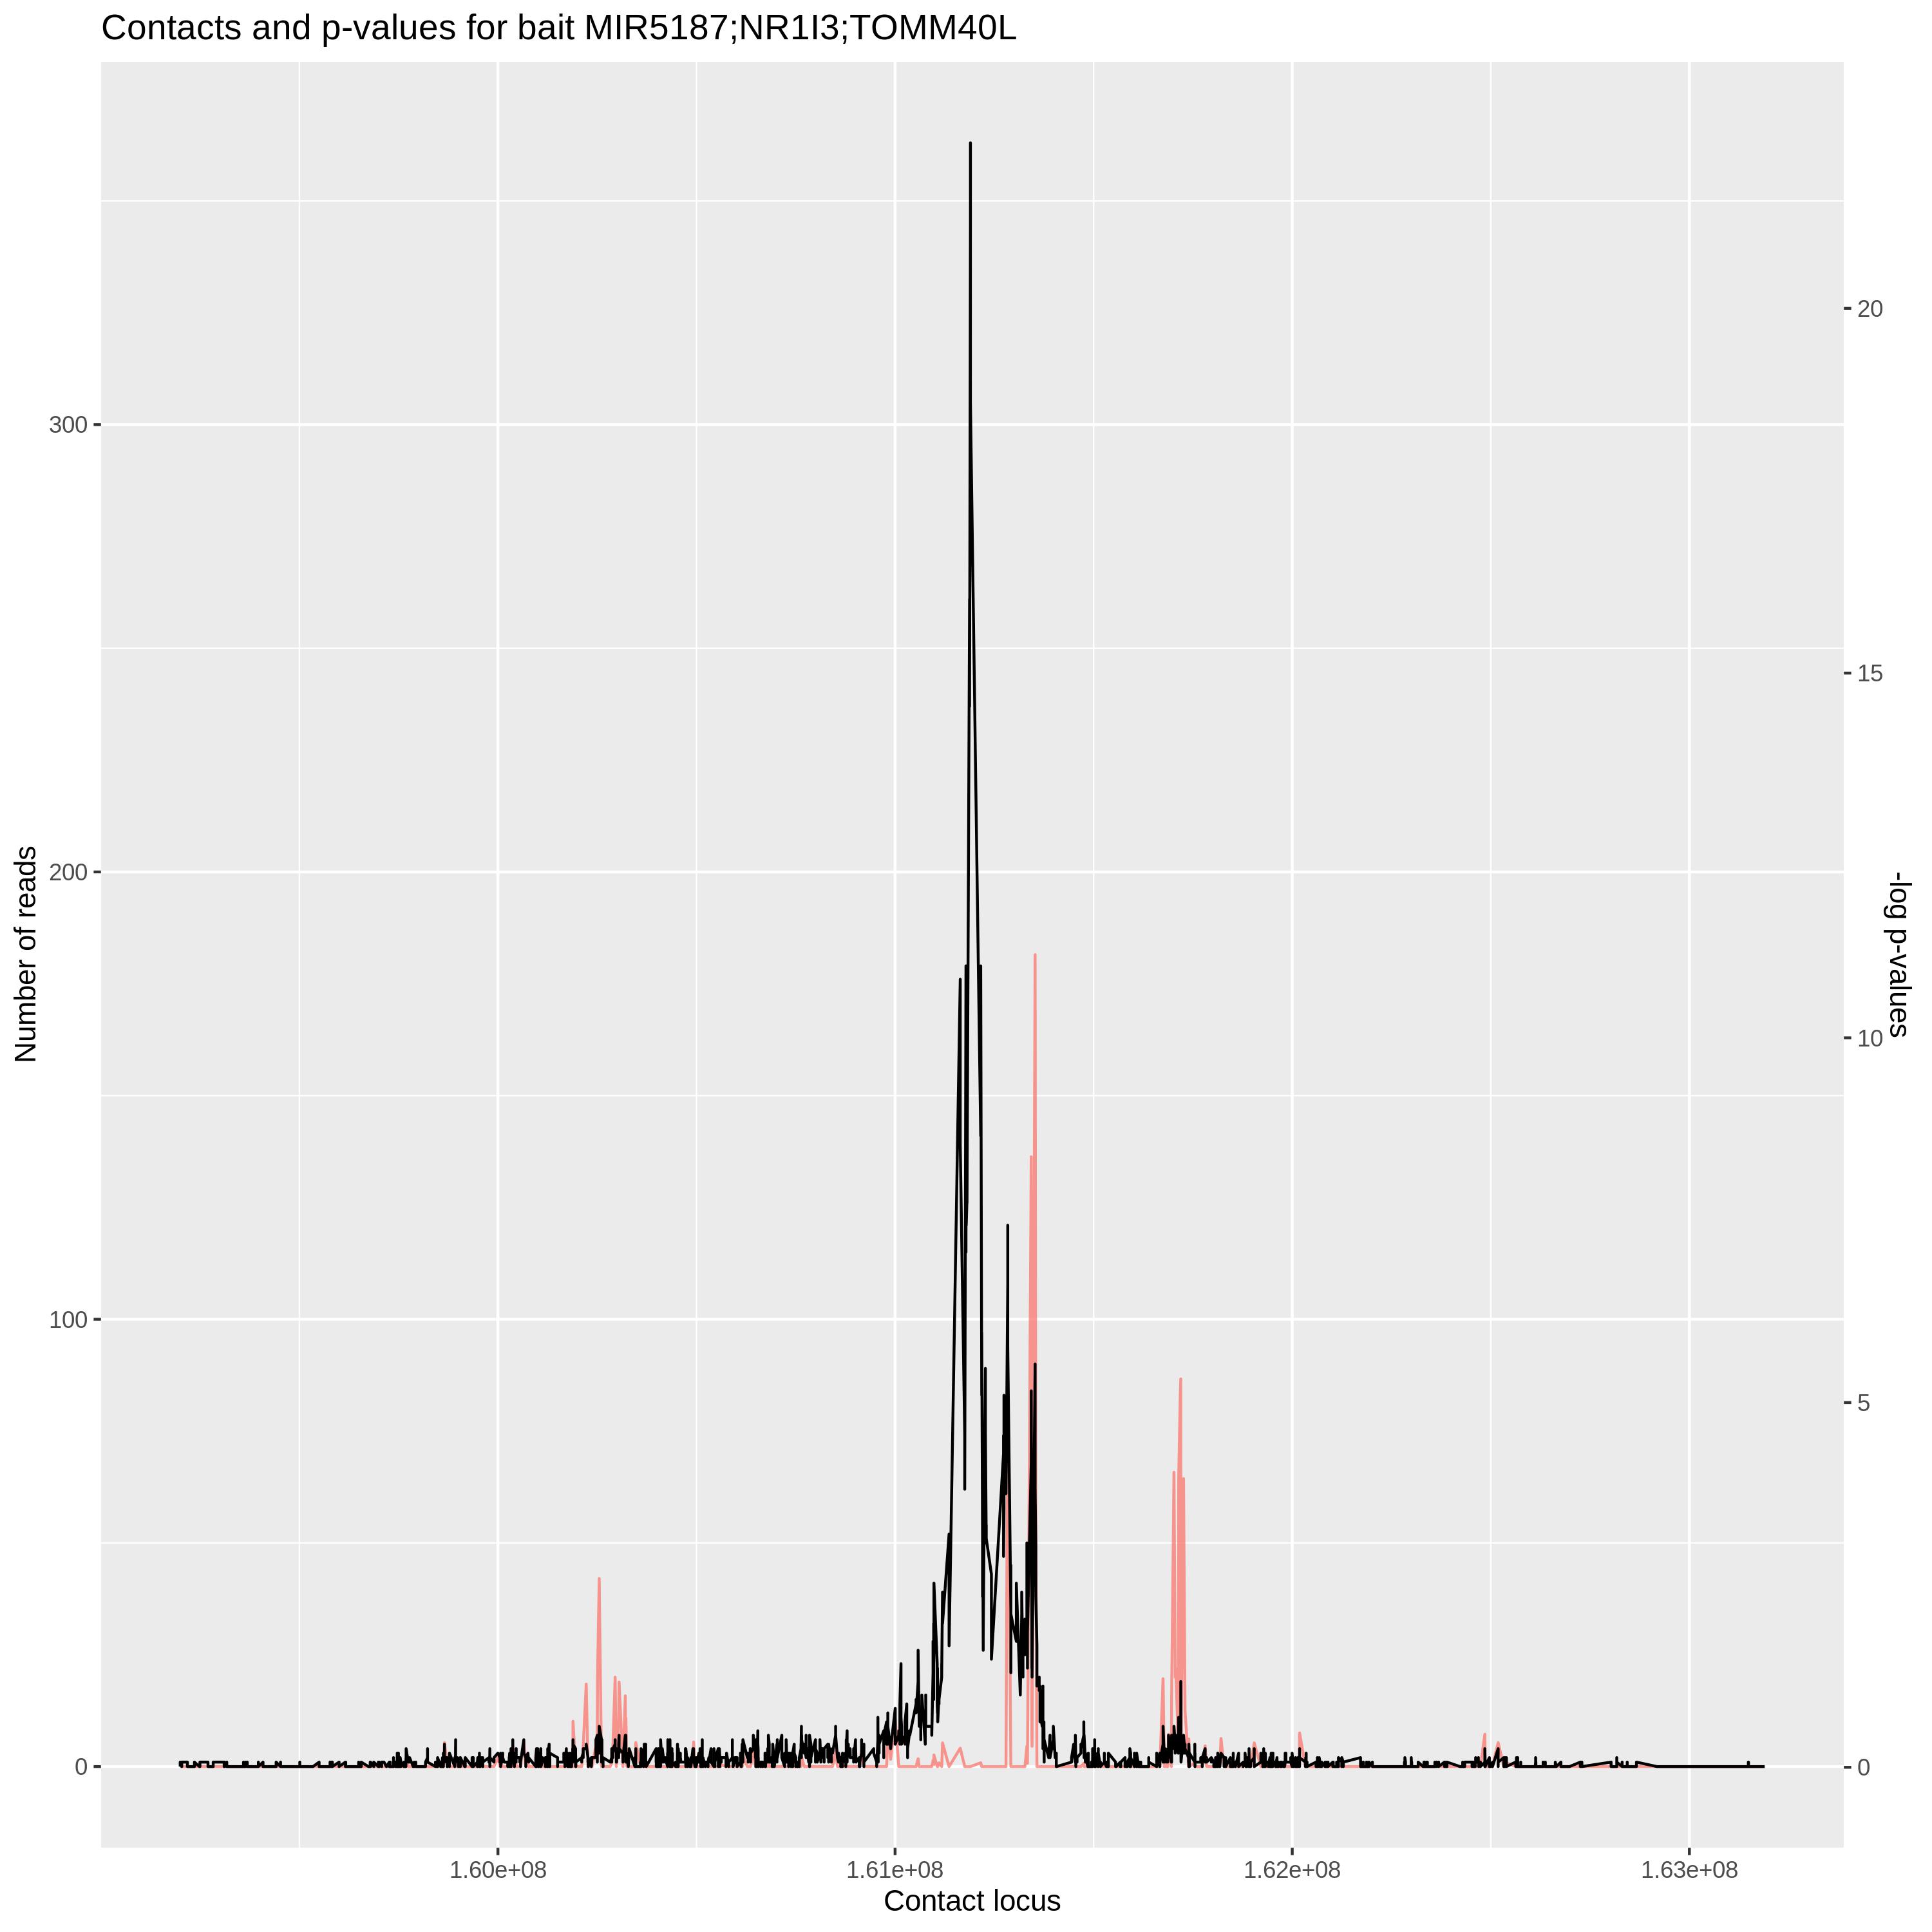 Contacts and p-values for bait MIR5187;NR1I3;TOMM40L
Number of reads
300
200
100
0
20
15
10
5
0
-log p-values
1.60e+08 1.61e+08 1.62e+08 1.63e+08
Contact locus